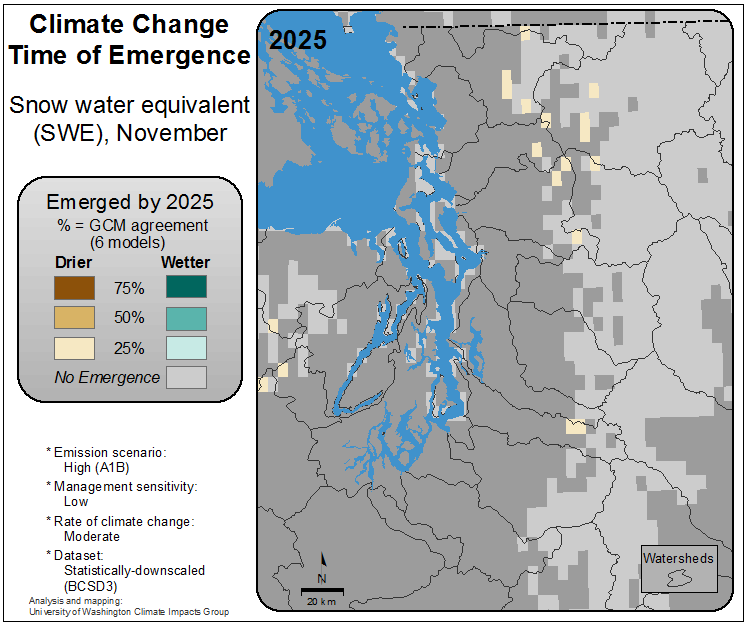 Climate Change
Time of Emergence
Snow water equivalent
(SWE), November
Emerged by 2025
% = GCM agreement
(6 models)
Drier Wetter
75%
50%
25%
No Emergence
* Emission scenario:
High (A1B)
* Management sensitivity:
Low
* Rate of climate change:
Moderate
* Dataset:
Statistically-downscaled
(BCSD3)
Analysis and mapping:
University of Washington Climate Impacts Group
2025
N
20 km
Watersheds